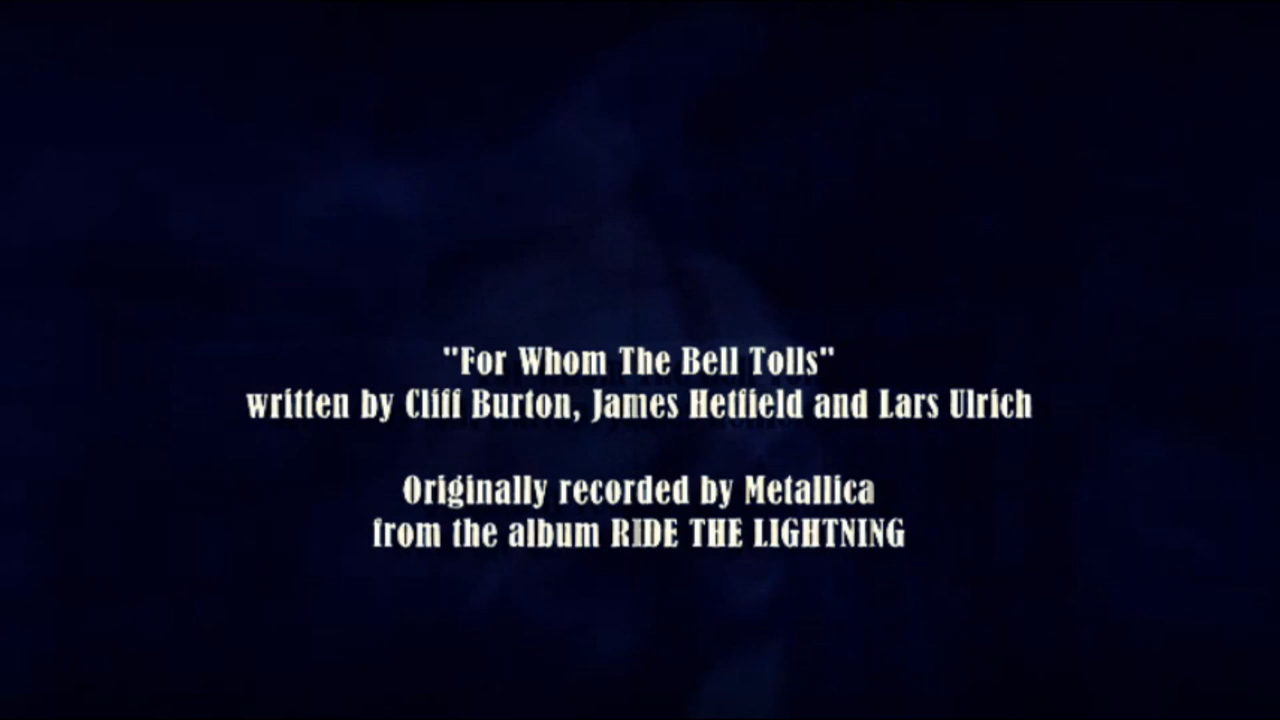 "For Whom The Bell Tolls"
written by Cliff Burton, James Hetfield and Lars Ulrich
Originally recorded by Metallica
from the album RIDE THE LIGHTNING